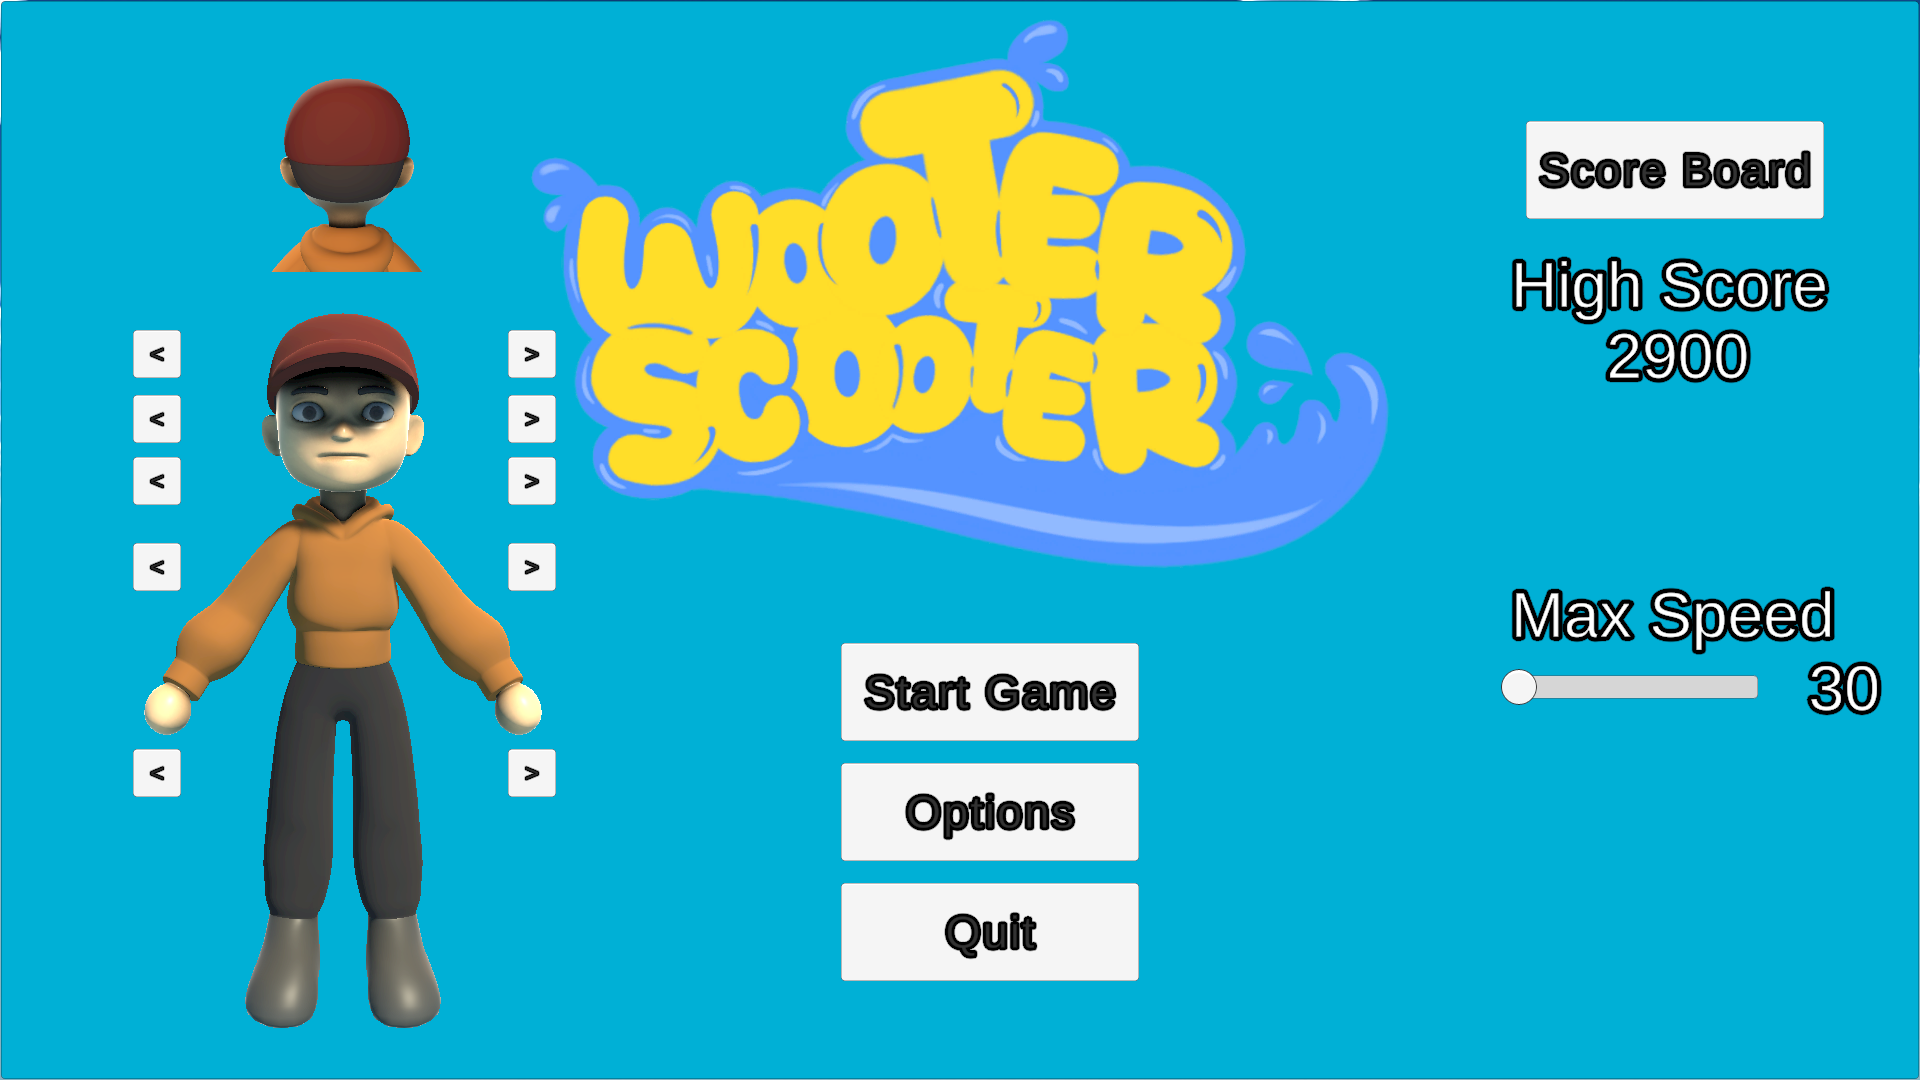 WOOTER
SCOOTER
Score Board
High Score
2900
< >
< >
< >
< >
Max Speed
30
Start Game
< >
Options
Quit